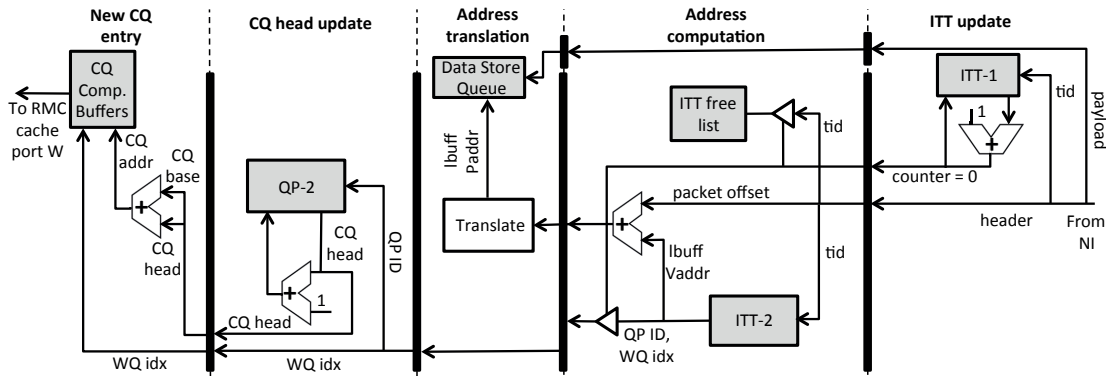 New CQ
entry
CQ head update
Address
translation
Address
computation
ITT update
CQ
Comp.
Buffers
To RMC
cache
port W
CQ
addr
CQ
base
+
CQ
head
WQ idx
QP-2
CQ
head
+
1
CQ head
QP ID
WQ idx
Data Store
Queue
Ibuff
Paddr
Translate
ITT free
list
tid
packet offset
+
Ibuff
Vaddr
tid
ITT-2
QP ID,
WQ idx
ITT-1
tid
payload
1
+
counter = 0
header
From
NI